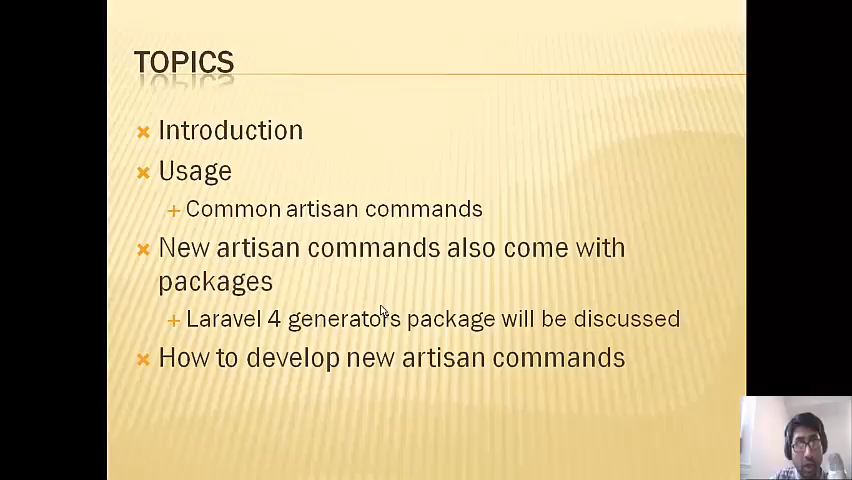 TOPICS
Introduction
Usage
Common artisan commands
New artisan commands also come with
packages
Laravel 4 generators package will be discussed
How to develop new artisan commands